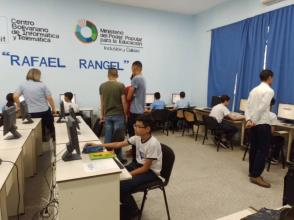 Centro
Bolivariano
de Informática
y Telemática
Ministerio
del Poder Popular
para la Educación
Inclusión y Calidad
"RAFAEL RANGEL"